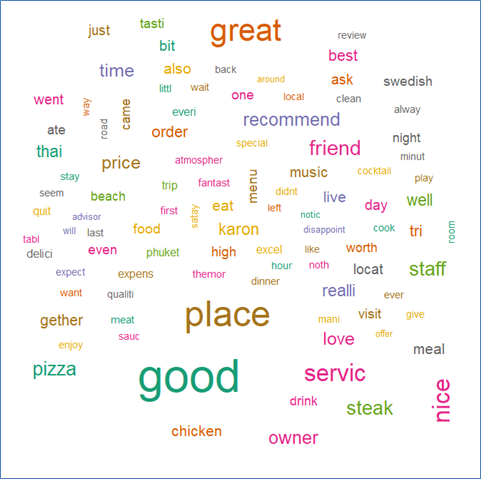 just
tasti
great
review
bit
best
time
also
back
ask
swedish
around
littl
wait
one
local
clean
went
way
came
everi
alway
recommend
road
ate
order
special
night
thai
friend
minut
atmospher
price
music
stay
menu
cocktail
play
trip
fantast
seem
beach
didnt
live
well
quit
advisor
first
satay
eat
left
day
notic
tabl
will
last
food
karon
disappoint
cook
tri
room
delici
even
phuket
high
excel
like
worth
expect
expens
themor
hour
noth
locat
staff
dinner
want
qualiti
realli
ever
gether
meat
place
mani
visit
give
sauc
enjoy
love
offer
meal
pizza
good
servic
drink
steak
nice
chicken
owner